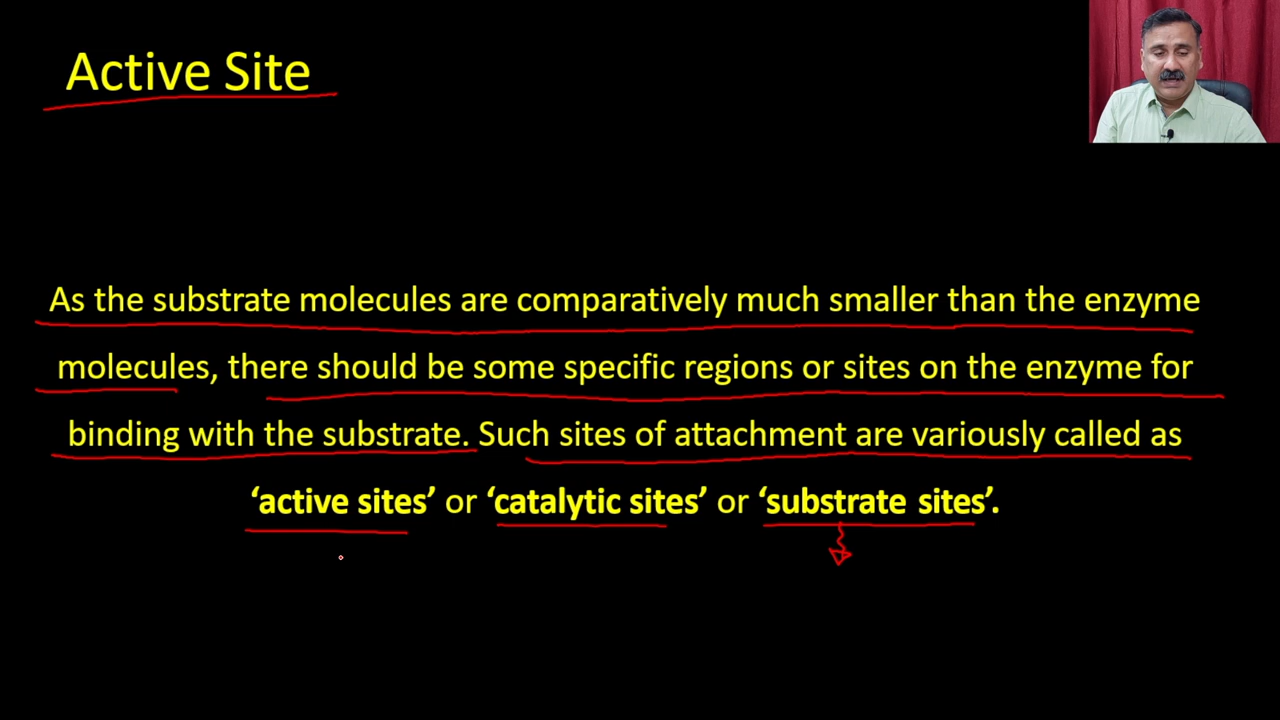 Active Site
As the substrate molecules are comparatively much smaller than the enzyme
molecules, there should be some specific regions or sites on the enzyme for
binding with the substrate. Such sites of attachment are variously called as
‘active sites’ or ‘catalytic sites’ or ‘substrate sites’.